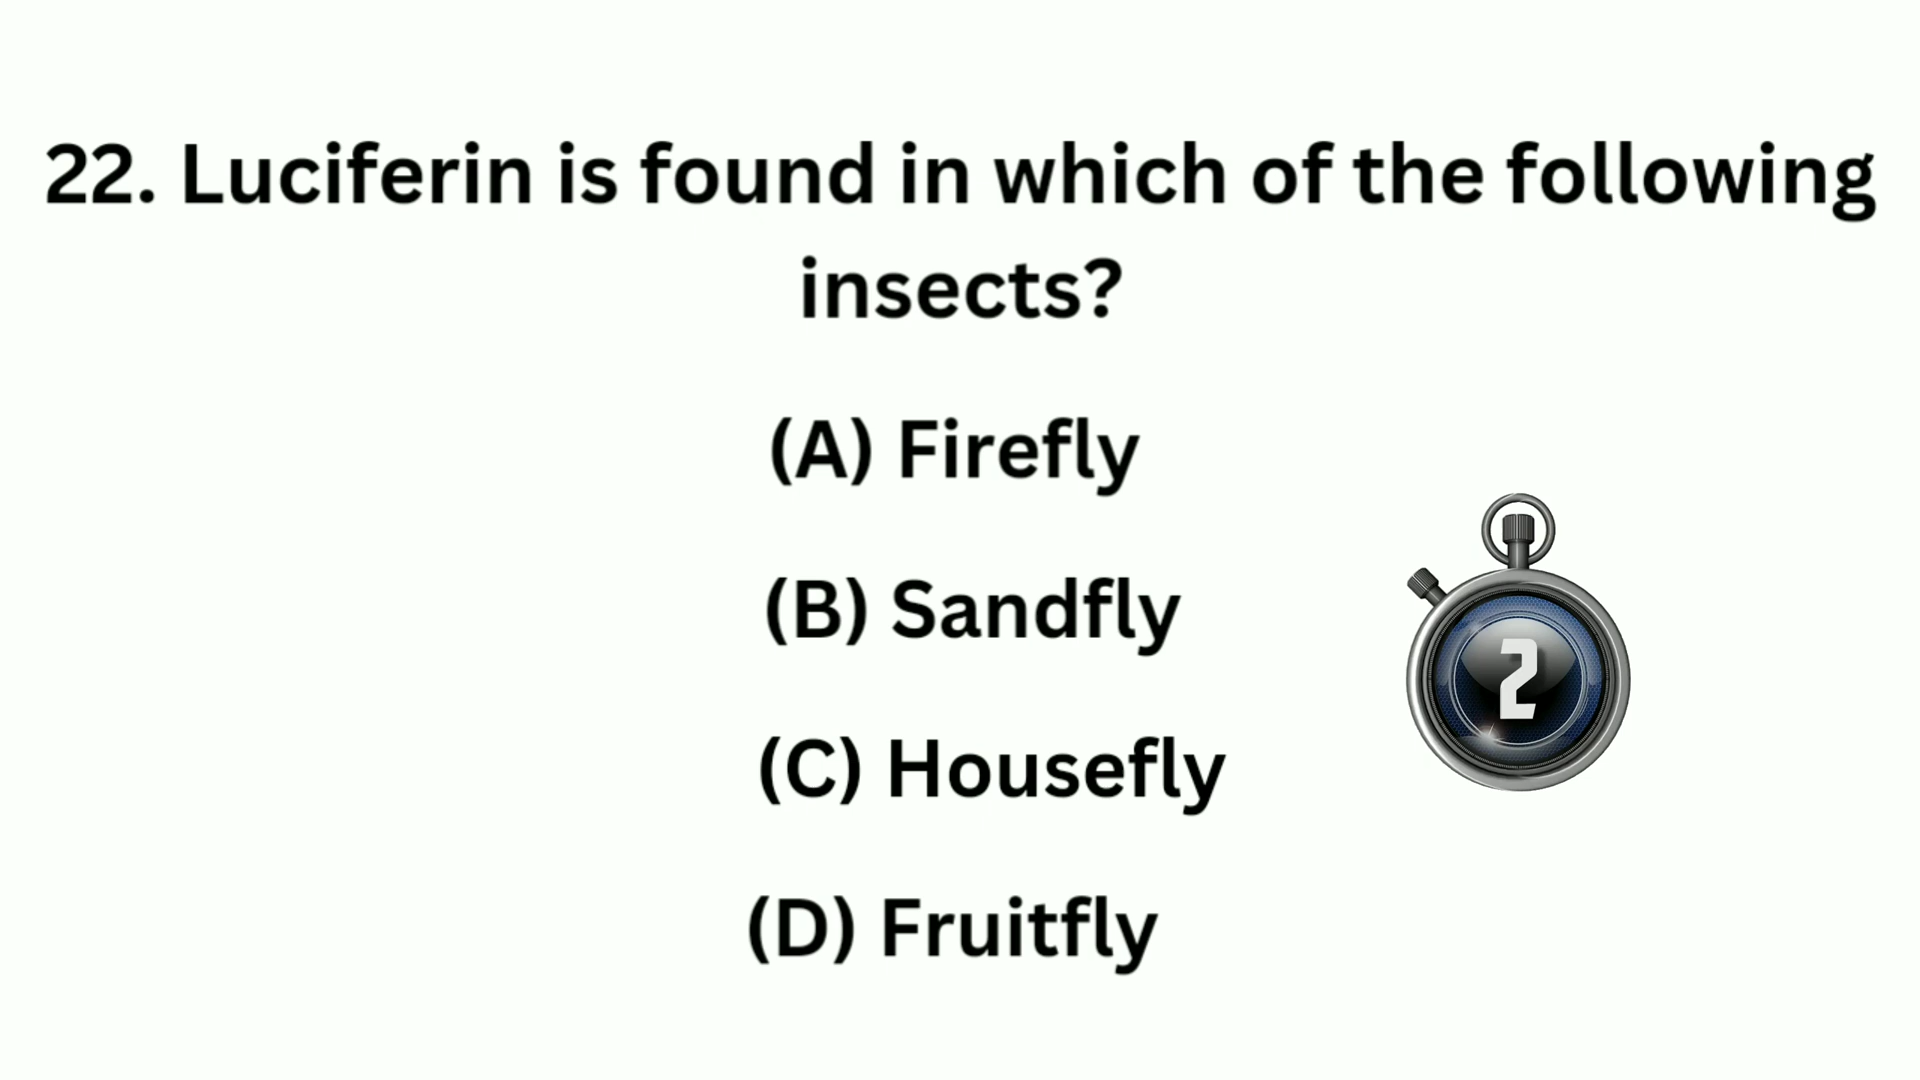 22. Luciferin is found in which of the following
insects?
(A) Firefly
(B) Sandfly
2
(C) Housefly
(D) Fruitfly